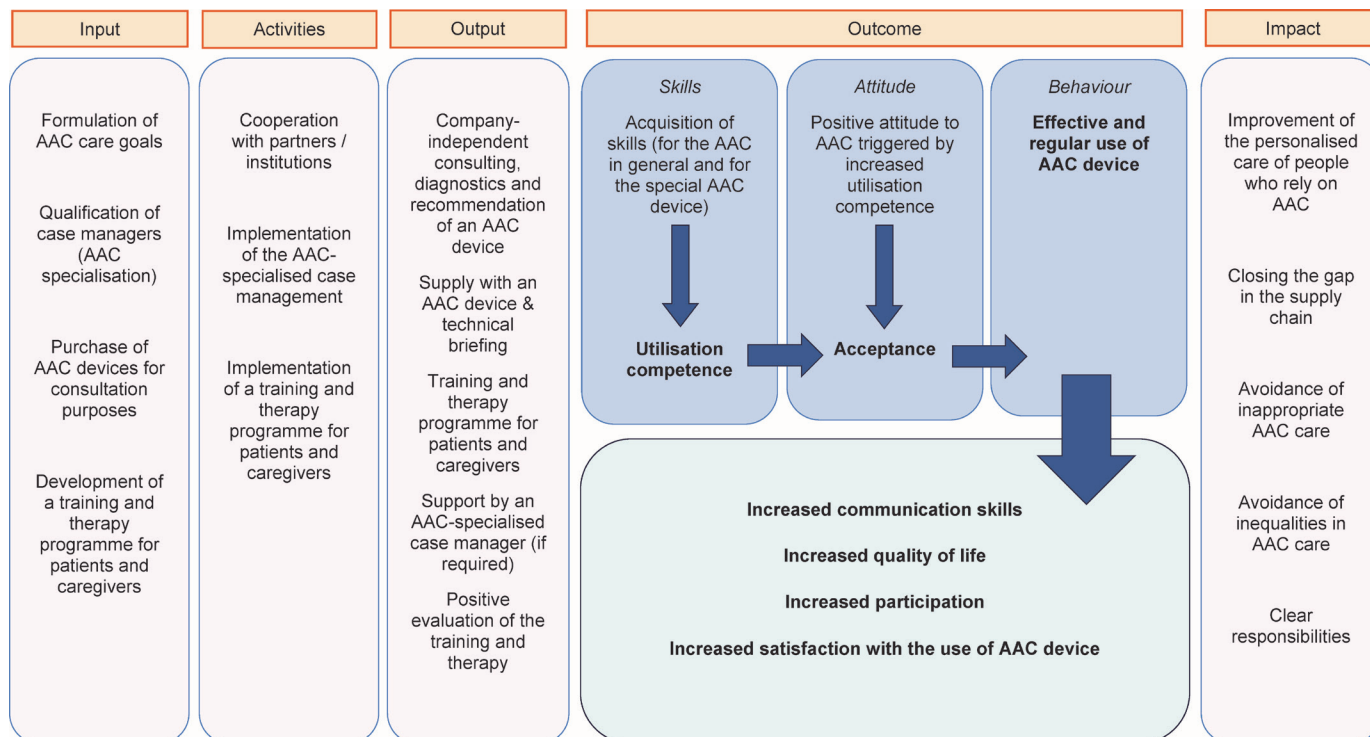 Input
Formulation of
AAC care goals
Qualification of
case managers
(AAC
specialisation)
Purchase of
AAC devices for
consultation
purposes
Development of
a training and
therapy
programme for
patients and
caregivers
Activities
Cooperation
with partners /
institutions
Implementation
of the AAC-
specialised case
management
Implementation
of a training and
therapy
programme for
patients and
caregivers
Output
Company-
independent
consulting,
diagnostics and
recommendation
of an AAC
device
Supply with an
AAC device &
technical
briefing
Training and
therapy
programme for
patients and
caregivers
Support by an
AAC-specialised
case manager (if
required)
Positive
evaluation of the
training and
therapy
Outcome
Skills
Acquisition of
skills (for the AAC
in general and for
the special AAC
device)
Utilisation
competence
Attitude
Positive attitude to
AAC triggered by
increased
utilisation
competence
Acceptance
Behaviour
Effective and
regular use of
AAC device
Increased communication skills
Increased quality of life
Increased participation
Increased satisfaction with the use of AAC device
Impact
Improvement of
the personalised
care of people
who rely on
AAC
Closing the gap
in the supply
chain
Avoidance of
inappropriate
AAC care
Avoidance of
inequalities in
AAC care
Clear
responsibilities